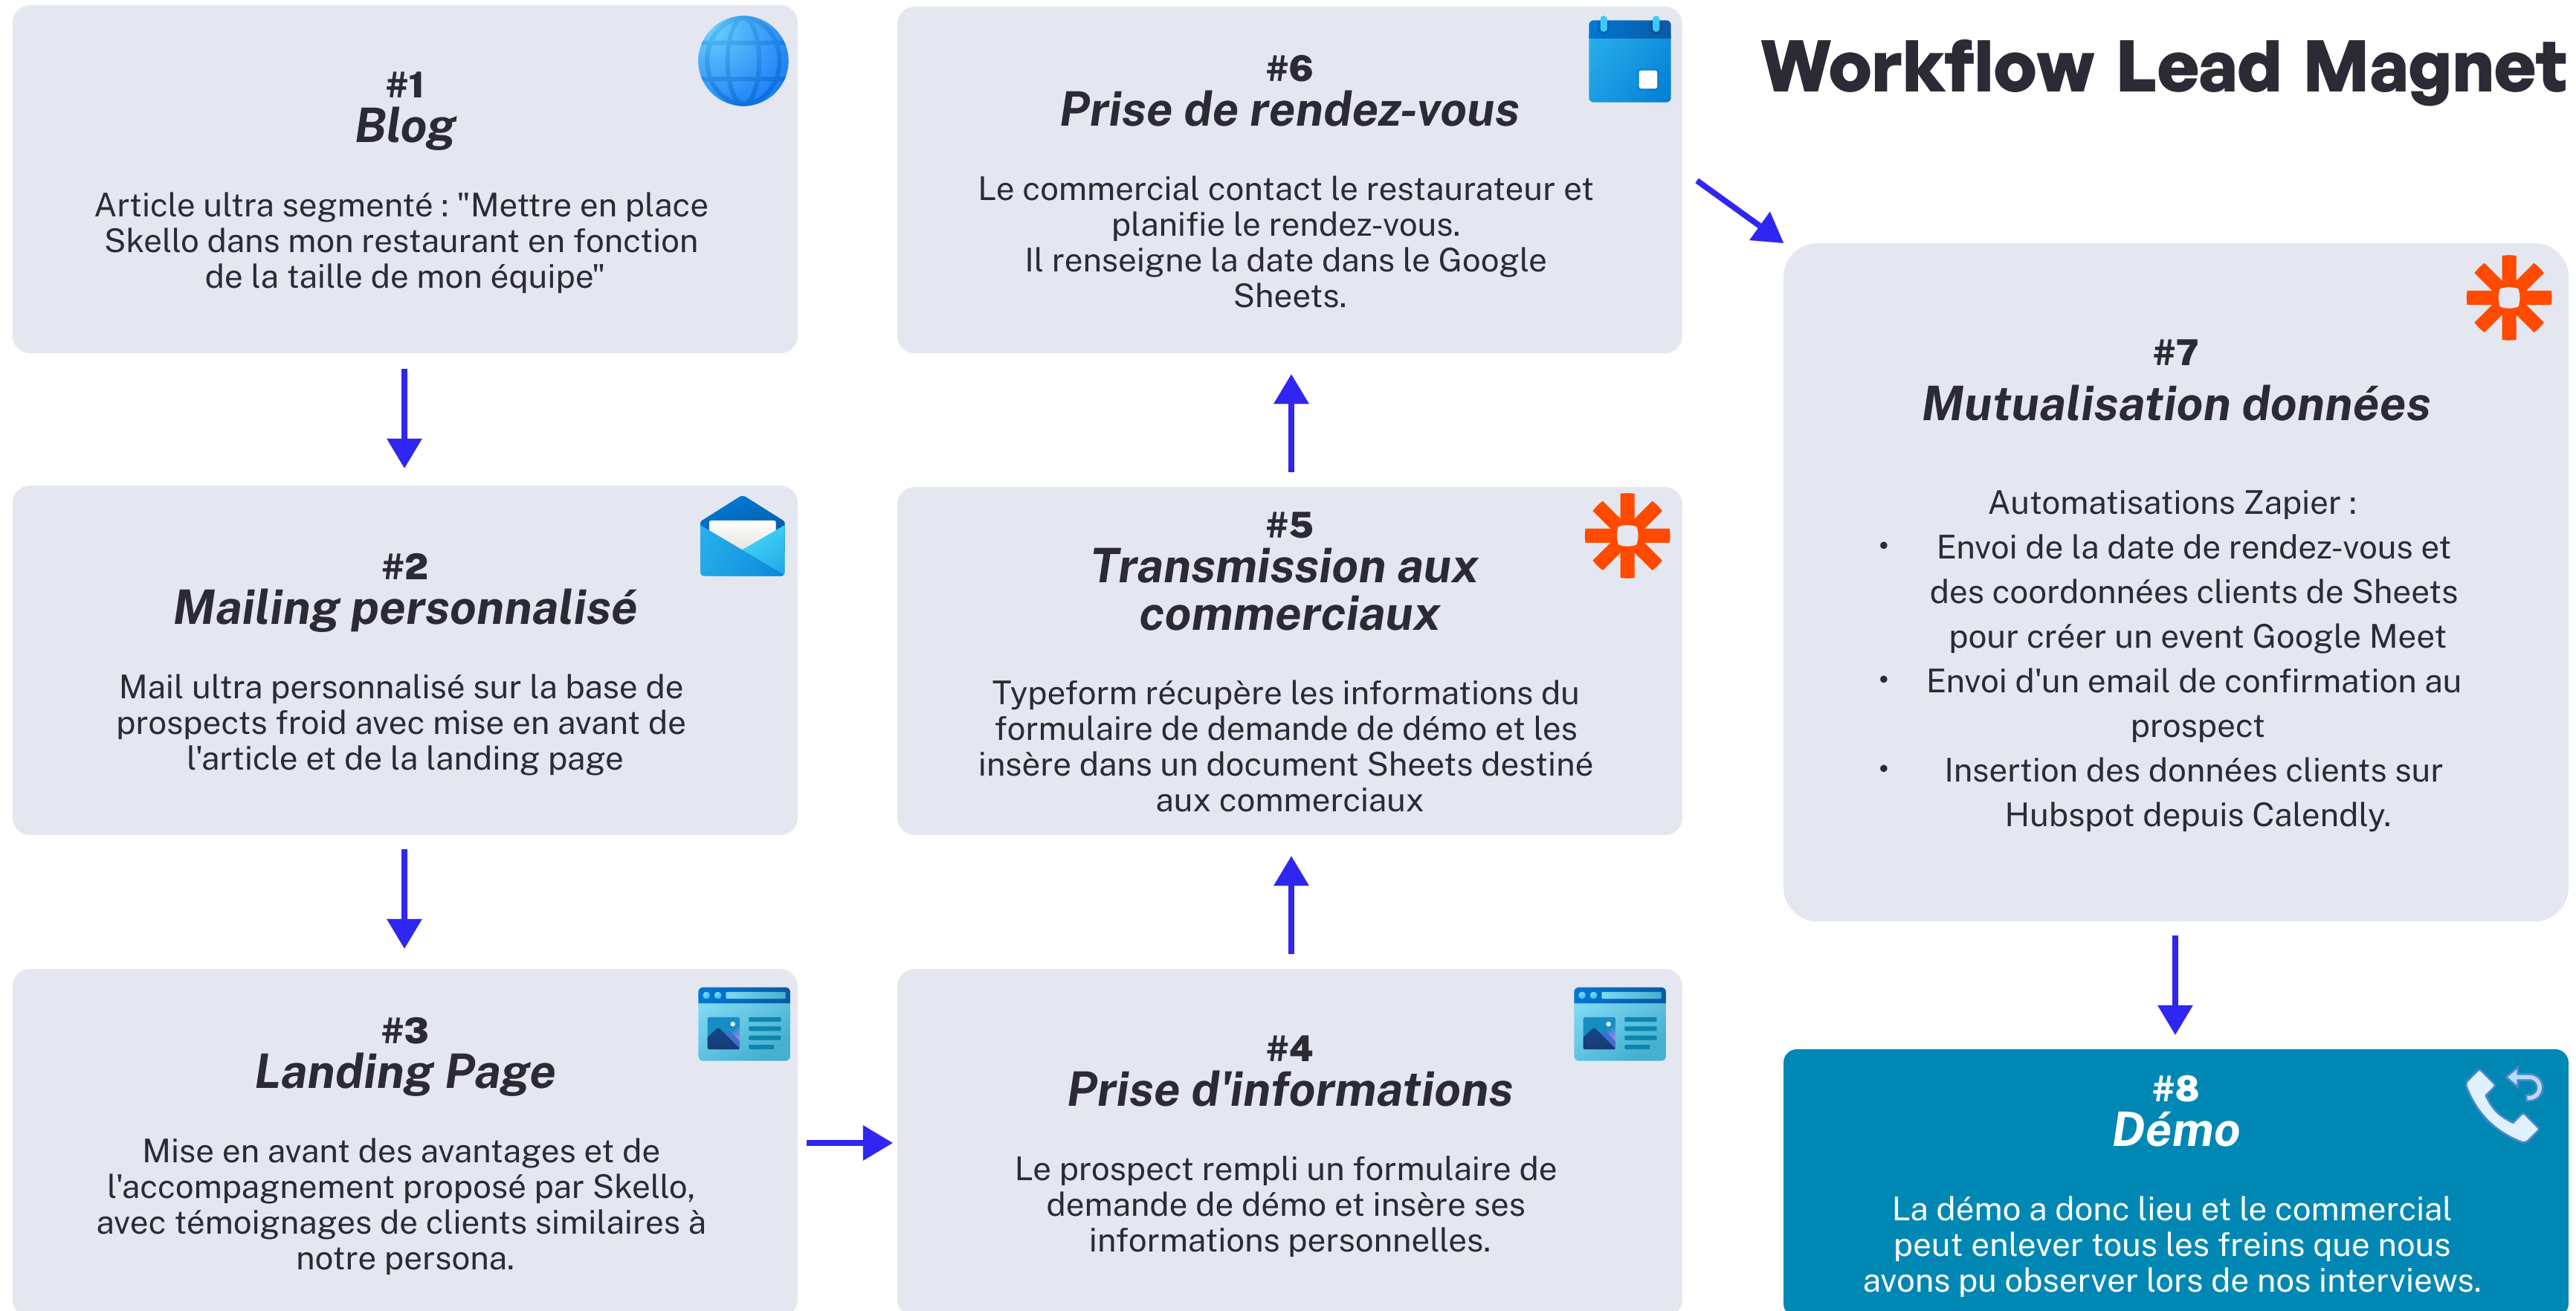 Workflow Lead Magnet
#1
Blog
Article ultra segmenté : "Mettre en place
Skello dans mon restaurant en fonction
de la taille de mon équipe"
#2
Mailing personnalisé
Mail ultra personnalisé sur la base de
prospects froid avec mise en avant de
l'article et de la landing page
#3
Landing Page
Mise en avant des avantages et de
l'accompagnement proposé par Skello,
avec témoignages de clients similaires à
notre persona.
#4
Prise d'informations
Le prospect rempli un formulaire de
demande de démo et insère ses
informations personnelles.
#5
Transmission aux
commerciaux
Typeform récupère les informations du
formulaire de demande de démo et les
insère dans un document Sheets destiné
aux commerciaux
#6
Prise de rendez-vous
Le commercial contact le restaurateur et
planifie le rendez-vous.
Il renseigne la date dans le Google
Sheets.
#7
Mutualisation données
Automatisations Zapier :
• Envoi de la date de rendez-vous et
des coordonnées clients de Sheets
pour créer un event Google Meet
• Envoi d'un email de confirmation au
prospect
• Insertion des données clients sur
Hubspot depuis Calendly.
#8
Démo
La démo a donc lieu et le commercial
peut enlever tous les freins que nous
avons pu observer lors de nos interviews.